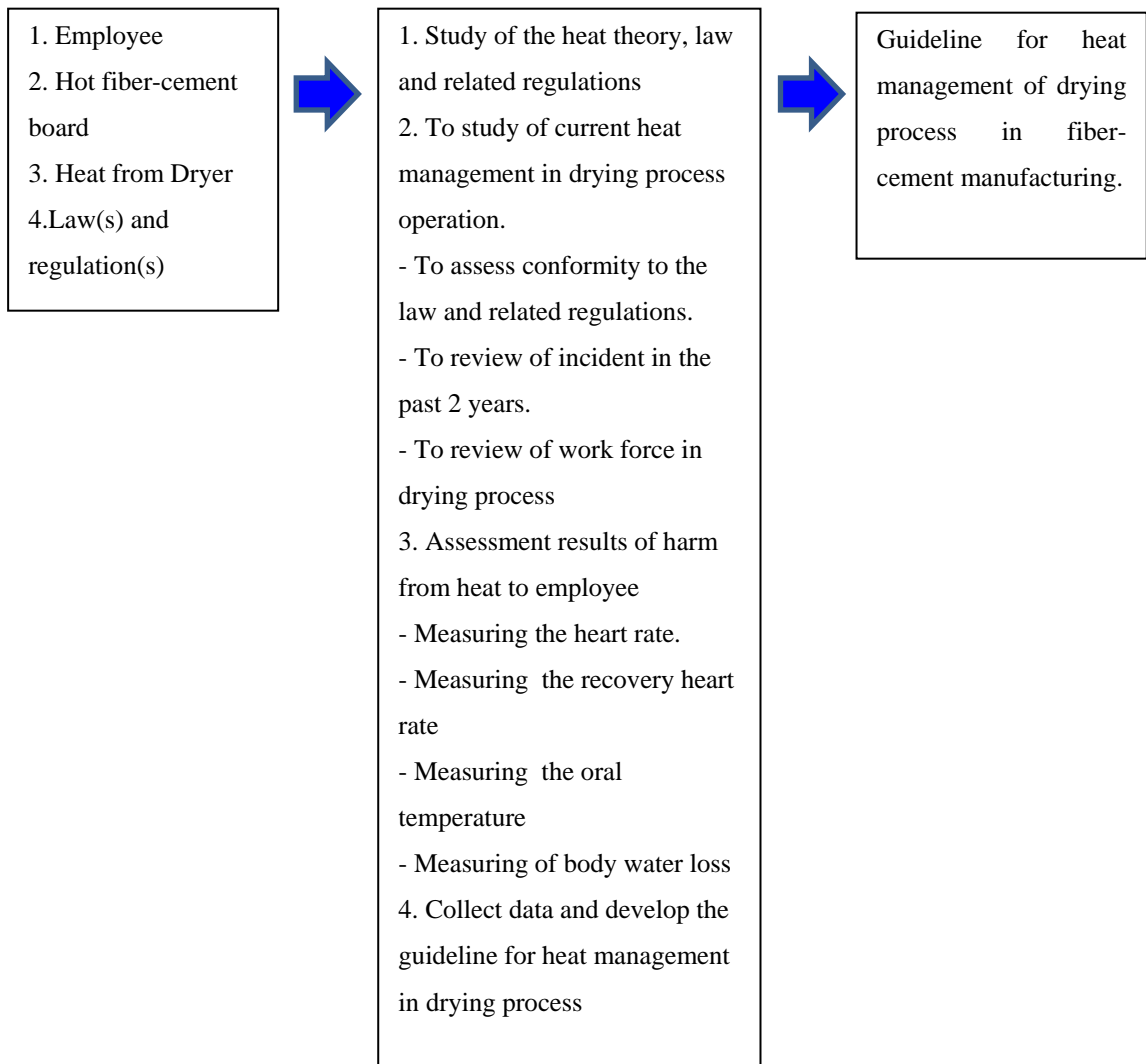 1. Employee
2. Hot fiber-cement
board
3. Heat from Dryer
4.Law(s) and
regulation(s)
1. Study of the heat theory, law
and related regulations
2. To study of current heat
management in drying process
operation.
- To assess conformity to the
law and related regulations.
- To review of incident in the
past 2 years.
- To review of work force in
drying process
3. Assessment results of harm
from heat to employee
- Measuring the heart rate.
- Measuring the recovery heart
rate
- Measuring the oral
temperature
- Measuring of body water loss
4. Collect data and develop the
guideline for heat management
in drying process
Guideline for heat
management of drying
process in fiber-
cement manufacturing.